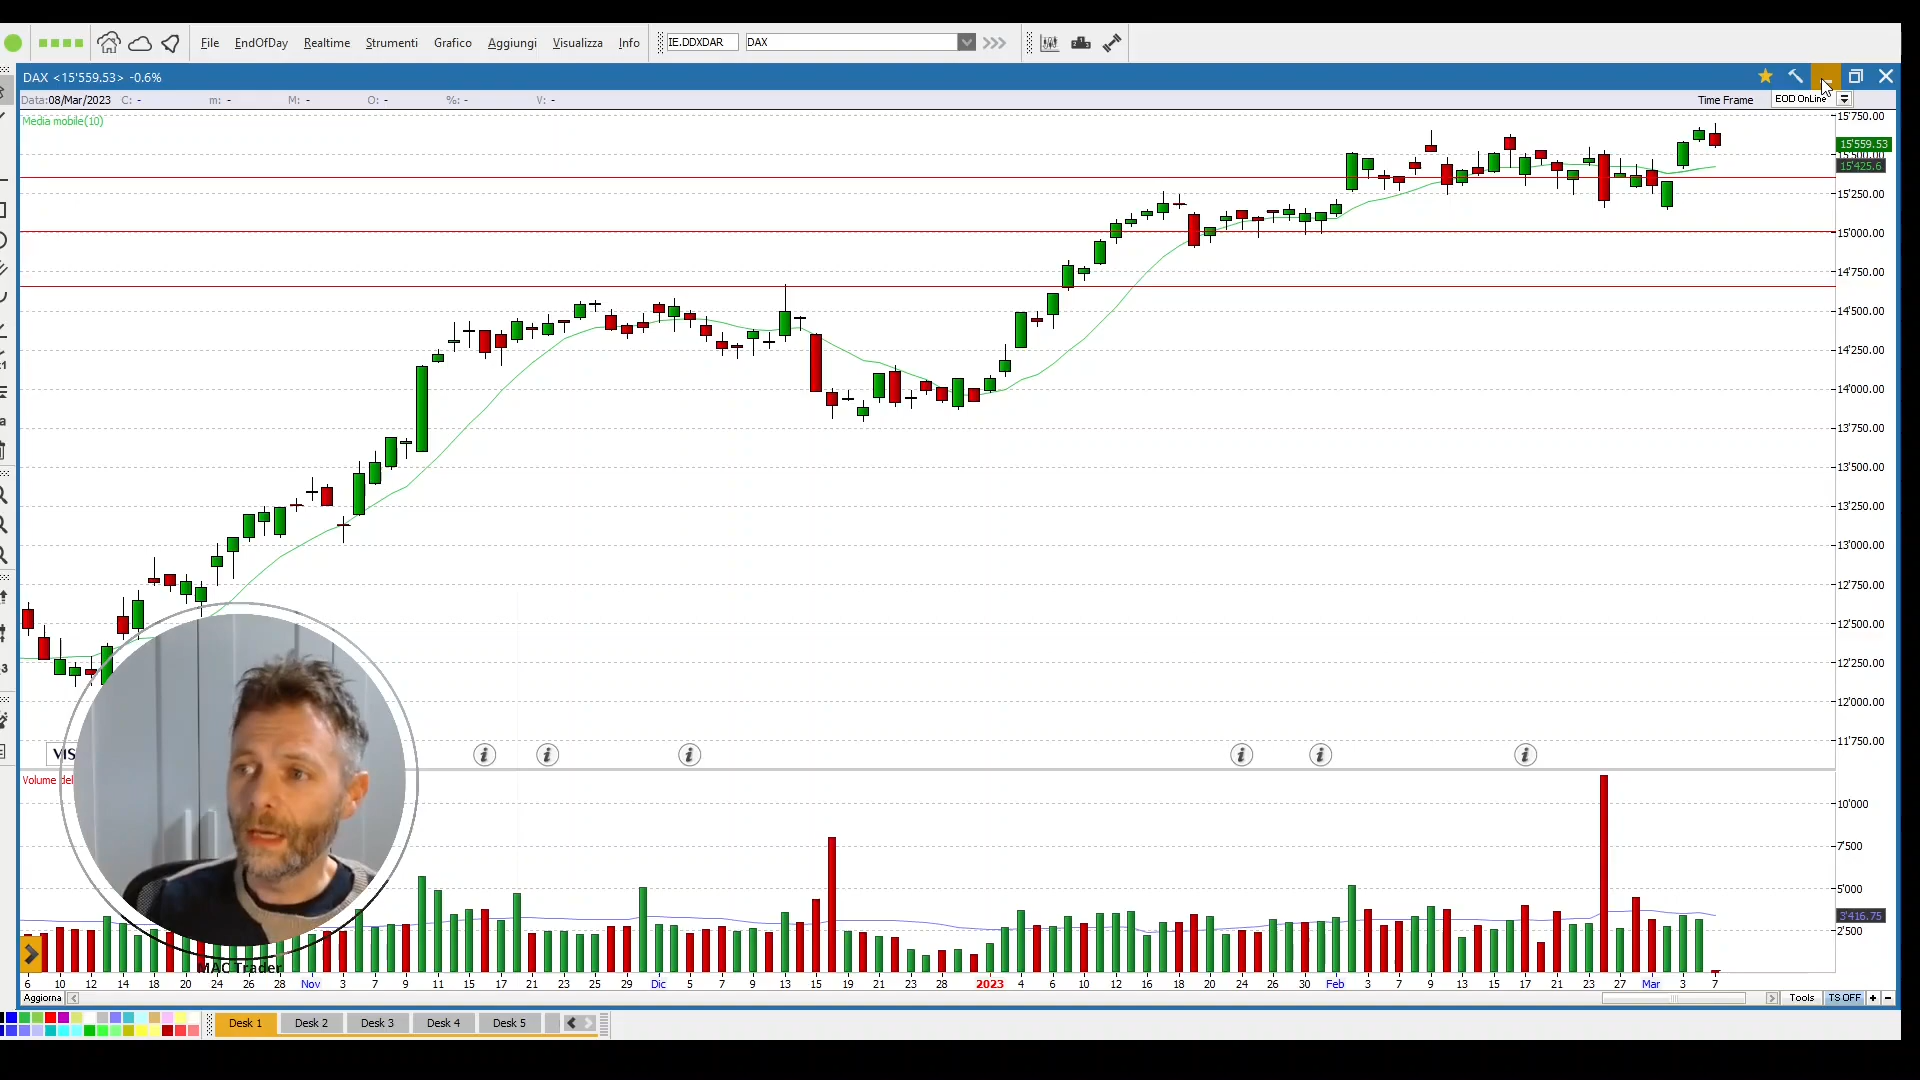 File EndOfDay Realtime Strumenti Grafico Aggiungi Visualizza Info IE.DDXDAR DAX
DAX <15'559.53> -0.6%
Data:08/Mar/2023 C: - m: - M: - O: - %: - V: - Time Frame EOD OnLine
Media mobile(10)
15'750.00
15'559.53
15'500.00
15'425.6
15'250.00
15'000.00
14'750.00
14'500.00
14'250.00
14'000.00
13'750.00
13'500.00
13'250.00
13'000.00
12'750.00
12'500.00
12'250.00
12'000.00
11'750.00
VIS
Volume del
10'000
7'500
5'000
3'416.75
2'500
MAC Trader
6 10 12 14 18 20 24 26 28 Nov 3 7 9 11 15 17 21 23 25 29 Dic 5 7 9 13 15 19 21 23 28 2023 4 6 10 12 16 18 20 24 26 30 Feb 3 7 9 13 15 17 21 23 27 Mar 3 7
Aggiorna Tools TS OFF + -
Desk 1 Desk 2 Desk 3 Desk 4 Desk 5